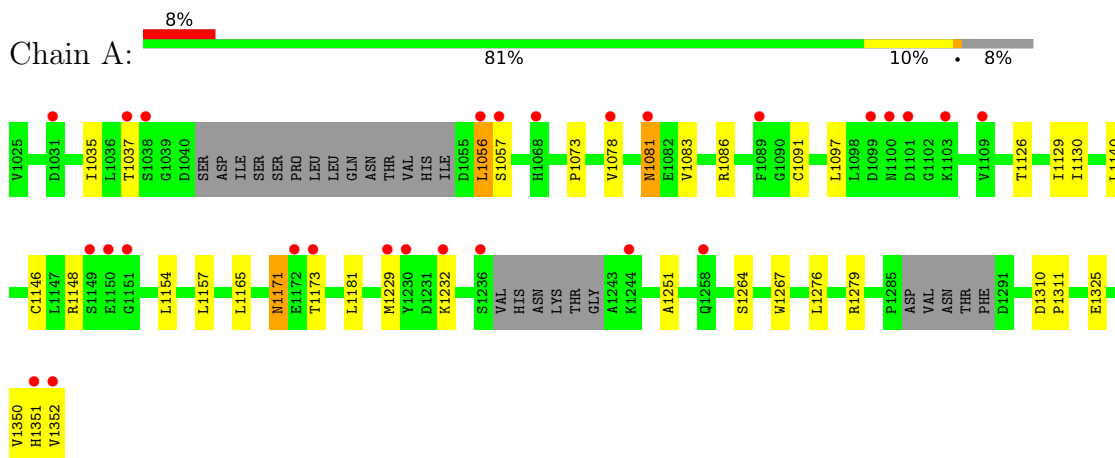 8%
Chain A:
81% 10% • 8%
V1025 D1031 I1035 L1036 T1037 S1038 G1039 D1040 SER ASP ILE SER SER PRO LEU LEU GLN ASN THR VAL HIS ILE D1055 L1056 S1057 H1068 P1073 V1078 N1081 E1082 V1083 R1086 F1089 G1090 C1091 L1097 L1098 D1099 N1100 D1101 G1102 K1103 V1109 T1126 I1129 I1130
C1146 L1147 R1148 S1149 E1150 G1151 L1154 L1157 L1165 N1171 E1172 T1173 L1181 M1229 Y1230 D1231 K1232 S1236 VAL HIS ASN LYS THR GLY A1243 K1244 A1251 Q1258 S1264 W1267 L1276 R1279 P1285 ASP VAL ASN THR PHE D1291 D1310 P1311 E1325
V1350 H1351 V1352